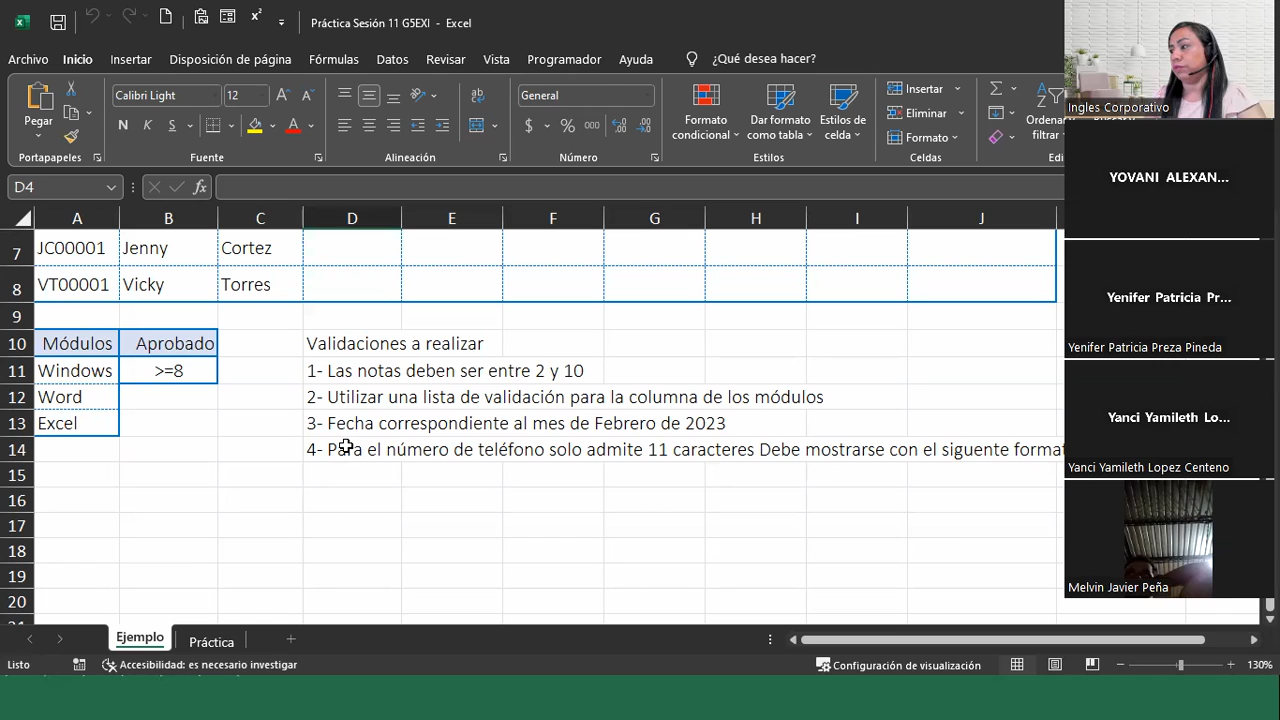 Práctica Sesión 11 G5EXI - Excel
Archivo Inicio Insertar Disposición de página Fórmulas Revisar Vista Programador Ayuda ¿Qué desea hacer?
Pegar
Calibri Light 12
N K S
General
$ % 000
Formato condicional
Dar formato como tabla
Estilos de celda
Insertar
Eliminar
Formato
Portapapeles Fuente Alineación Número Estilos Celdas
D4
fx
A B C D E F G H I J
7 JC00001 Jenny Cortez
8 VT00001 Vicky Torres
9
10 Módulos Aprobado Validaciones a realizar
11 Windows >=8 1- Las notas deben ser entre 2 y 10
12 Word 2- Utilizar una lista de validación para la columna de los módulos
13 Excel 3- Fecha correspondiente al mes de Febrero de 2023
14 4- Para el número de teléfono solo admite 11 caracteres Debe mostrarse con el siguente format
15
16
17
18
19
20
Ejemplo Práctica
Listo Accesibilidad: es necesario investigar Configuración de visualización 130%
Ingles Corporativo
YOVANI ALEXAN...
Yenifer Patricia Pr...
Yenifer Patricia Preza Pineda
Yanci Yamileth Lo...
Yanci Yamileth Lopez Centeno
Melvin Javier Peña